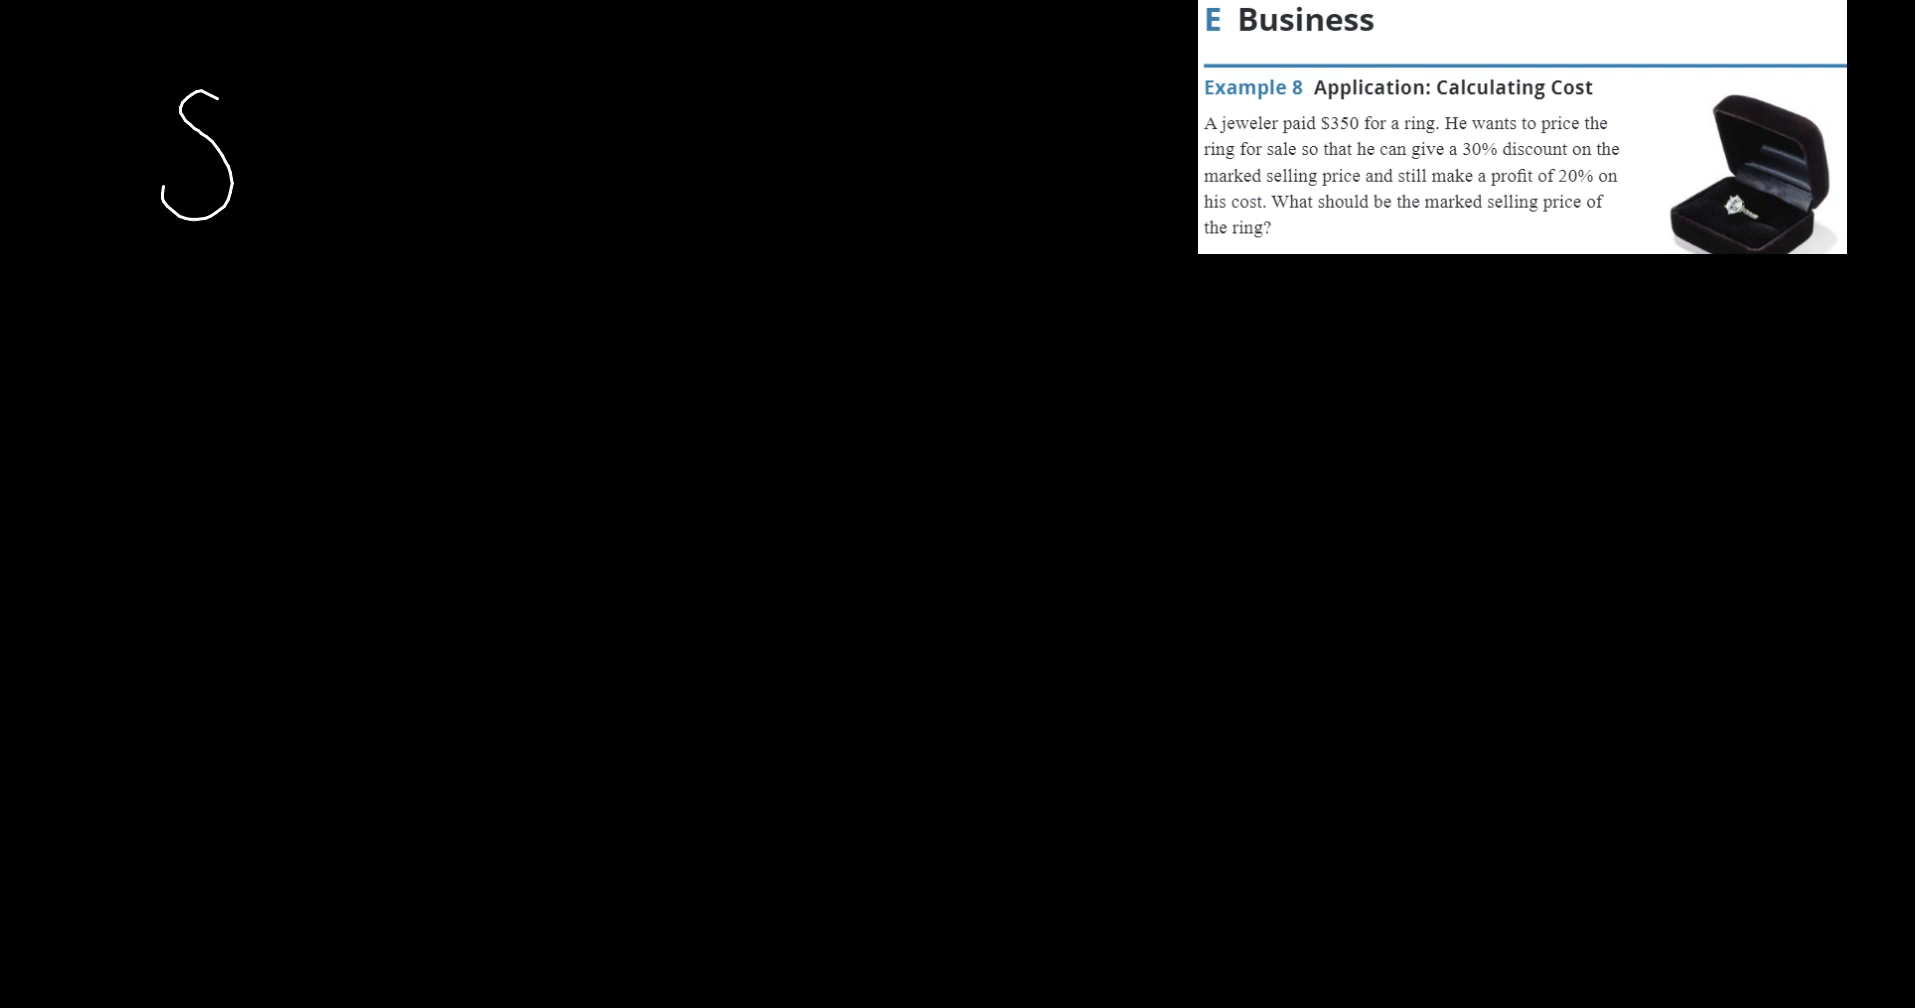 S
E Business
Example 8 Application: Calculating Cost
A jeweler paid $350 for a ring. He wants to price the
ring for sale so that he can give a 30% discount on the
marked selling price and still make a profit of 20% on
his cost. What should be the marked selling price of
the ring?